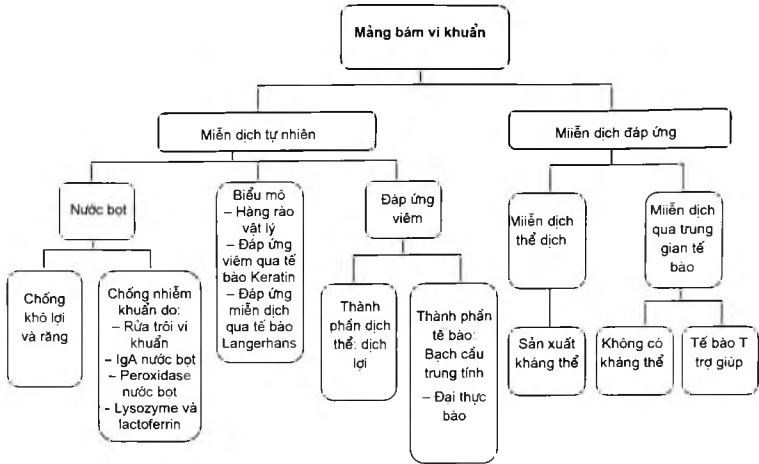 Mảng bám vi khuẩn
Miễn dịch tự nhiên
Miiễn dịch đáp ứng
Nước bọt
Biểu mô
– Hàng rào
vật lý
– Đáp ứng
viêm qua tế
bào Keratin
– Đáp ứng
miễn dịch
qua tế bào
Langerhans
Đáp ứng
viêm
Miiễn dịch
thể dịch
Miiễn dịch
qua trung
gian tế
bào
Chống
khô lợi
và răng
Chống nhiễm
khuẩn do:
– Rửa trôi vi
khuẩn
– IgA nước bọt
– Peroxidase
nước bọt
- Lysozyme và
lactoferrin
Thành
phần dịch
thể: dịch
lợi
Thành phần
tê bào:
Bạch cầu
trung tính
– Đai thực
bào
Sản xuất
kháng thể
Không có
kháng thể
Tế bào T
trợ giúp